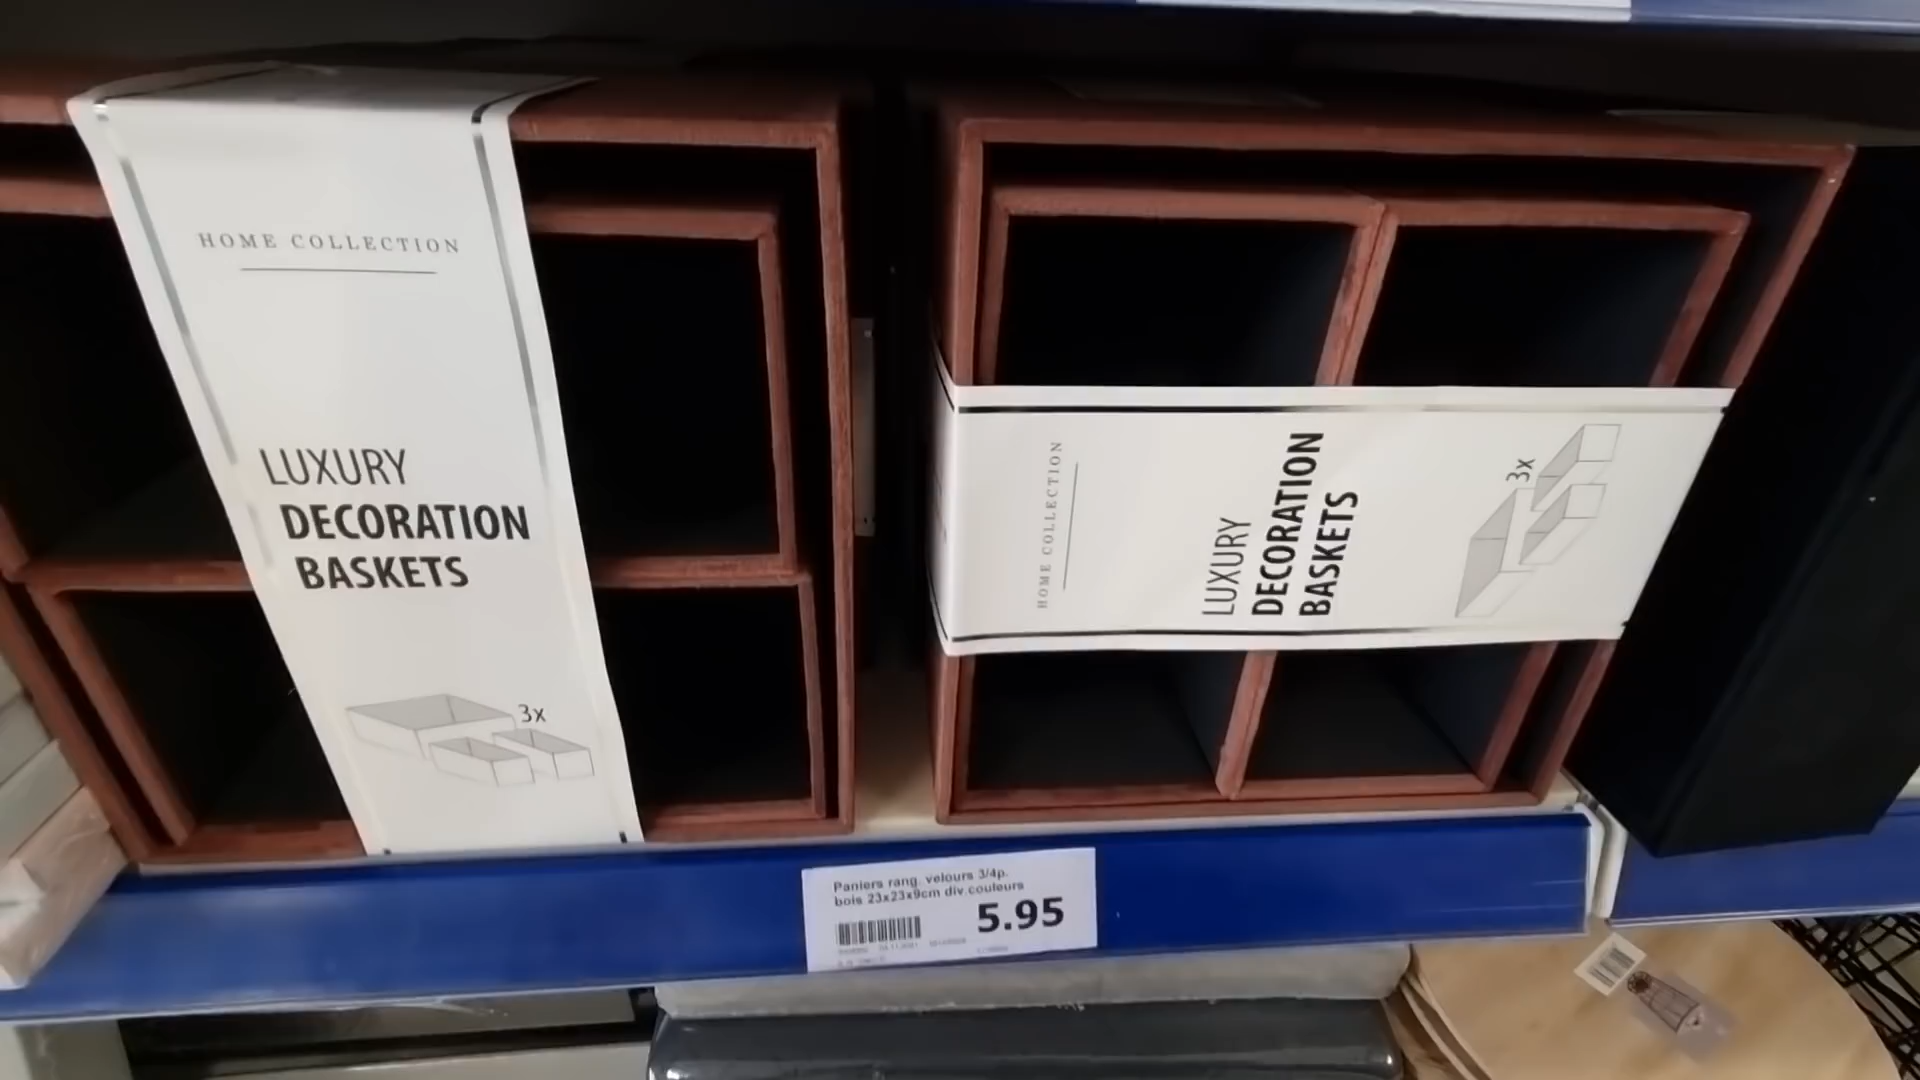 HOME COLLECTION
LUXURY
DECORATION
BASKETS
3x
HOME COLLECTION
LUXURY
DECORATION
BASKETS
3x
Paniers rang. velours 3/4p.
bois 23x23x9cm div.couleurs
5.95